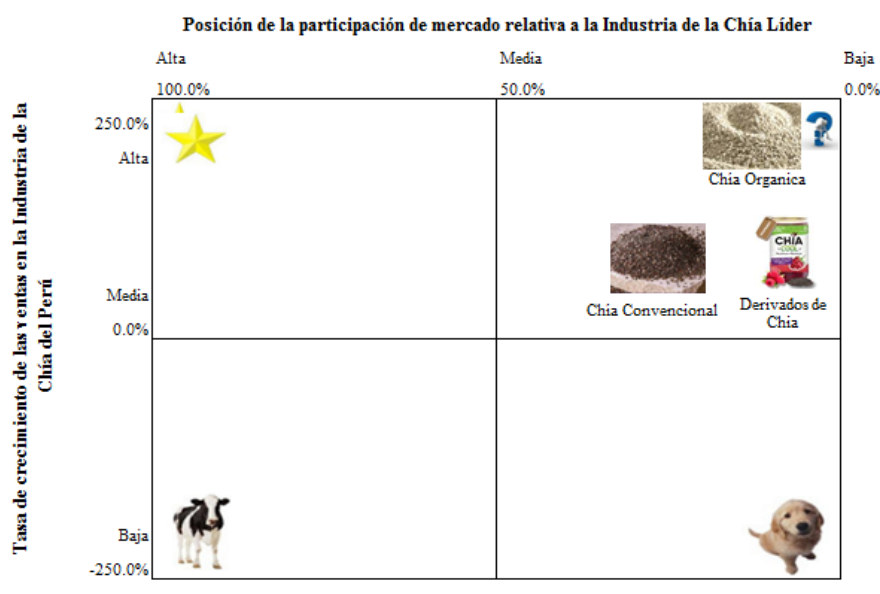 Posición de la participación de mercado relativa a la Industria de la Chía Líder
Alta
Media
Baja
100.0%
50.0%
0.0%
Tasa de crecimiento de las ventas en la Industria de la
Chía del Perú
250.0%
Alta
Chia Organica
CHÍA
Media
Chia Convencional
Derivados de
Chia
0.0%
Baja
-250.0%